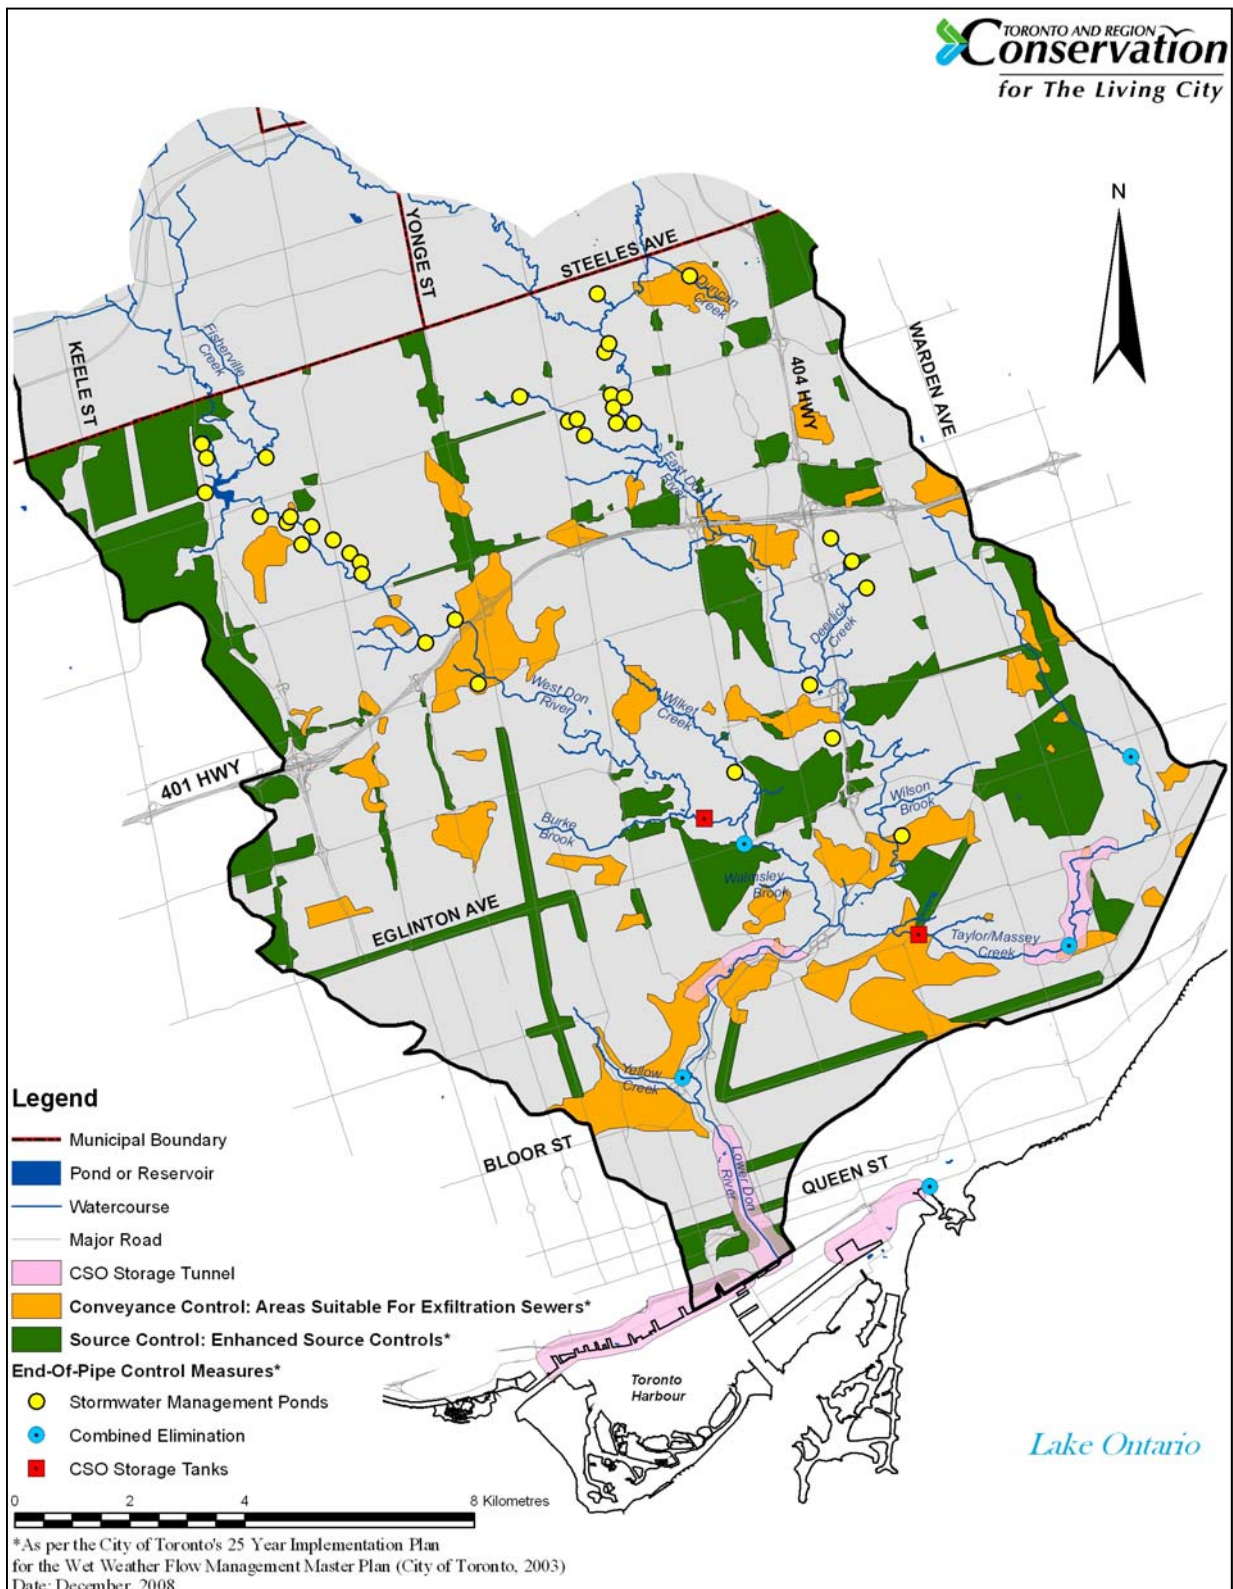 TORONTO AND REGION
Conservation
for The Living City
N
YONGE ST
STEELES AVE
Duncan
Creek
KEELE ST
Fisherville
Creek
404 HWY
WARDEN AVE
East Don
River
Deerlick
Creek
West Don
River
Wilket
Creek
401 HWY
Wilson
Brook
Burke
Brook
Walmsley
Brook
EGLINTON AVE
Taylor/Massey
Creek
Yellow
Creek
BLOOR ST
Lower Don
River
QUEEN ST
Toronto
Harbour
Lake Ontario
Legend
Municipal Boundary
Pond or Reservoir
Watercourse
Major Road
CSO Storage Tunnel
Conveyance Control: Areas Suitable For Exfiltration Sewers*
Source Control: Enhanced Source Controls*
End-Of-Pipe Control Measures*
Stormwater Management Ponds
Combined Elimination
CSO Storage Tanks
0 2 4 8 Kilometres
*As per the City of Toronto's 25 Year Implementation Plan
for the Wet Weather Flow Management Master Plan (City of Toronto, 2003)
Date: December, 2008